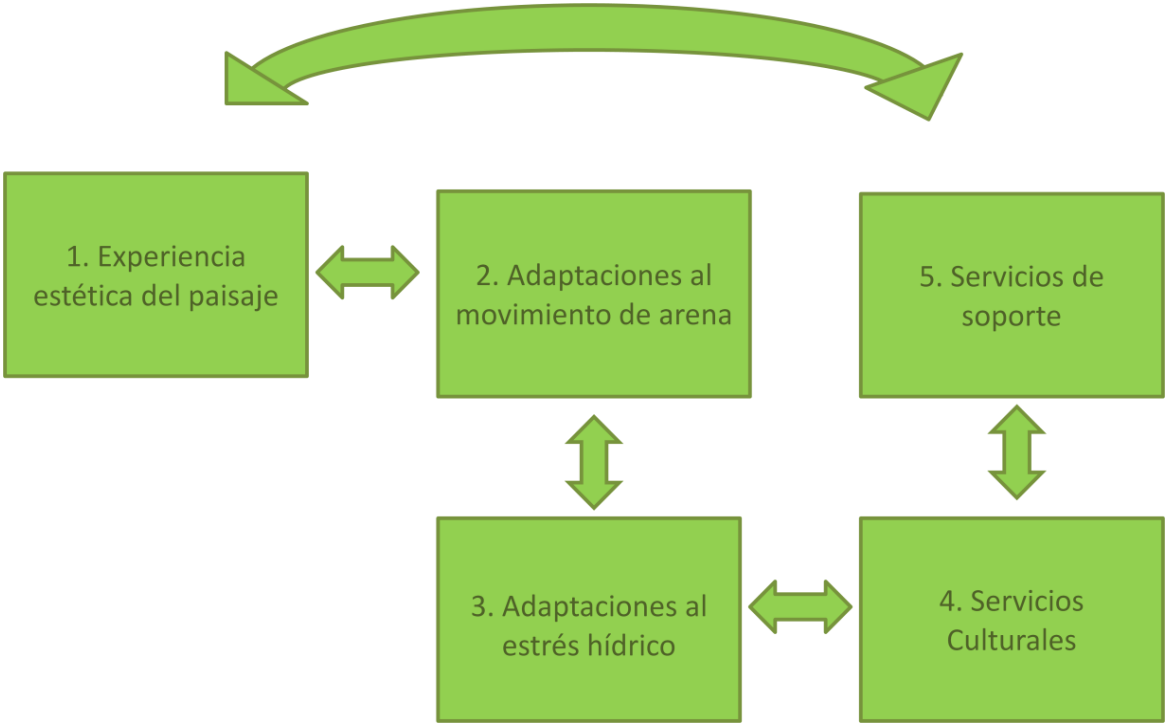 1. Experiencia
estética del paisaje
2. Adaptaciones al
movimiento de arena
5. Servicios de
soporte
3. Adaptaciones al
estrés hídrico
4. Servicios
Culturales